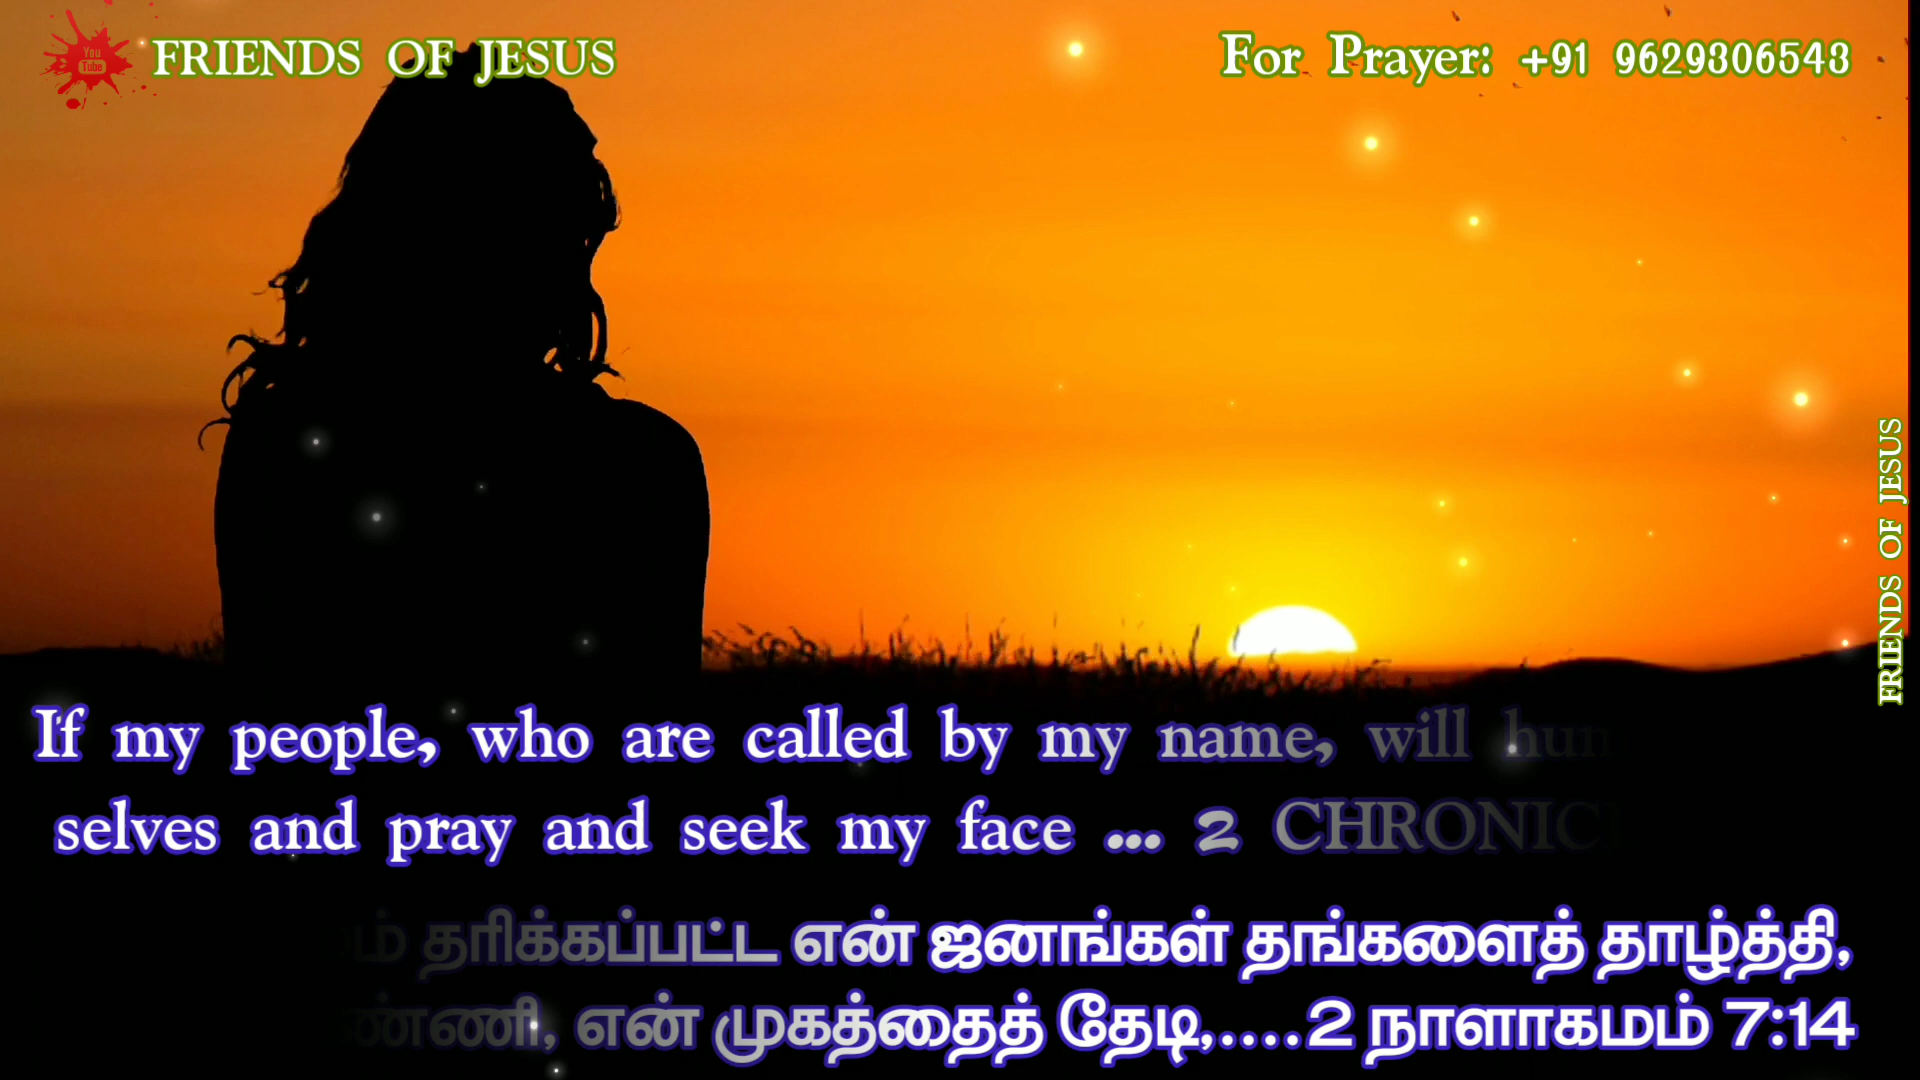 You
Tube
FRIENDS OF JESUS
For Prayer: +91 9629306543
FRIENDS OF JESUS
If my people, who are called by my name, will
selves and pray and seek my face ... 2
தரிக்கப்பட்ட என் ஜனங்கள் தங்களைத் தாழ்த்தி,
என் முகத்தைத் தேடி,....2 நாளாகமம் 7:14